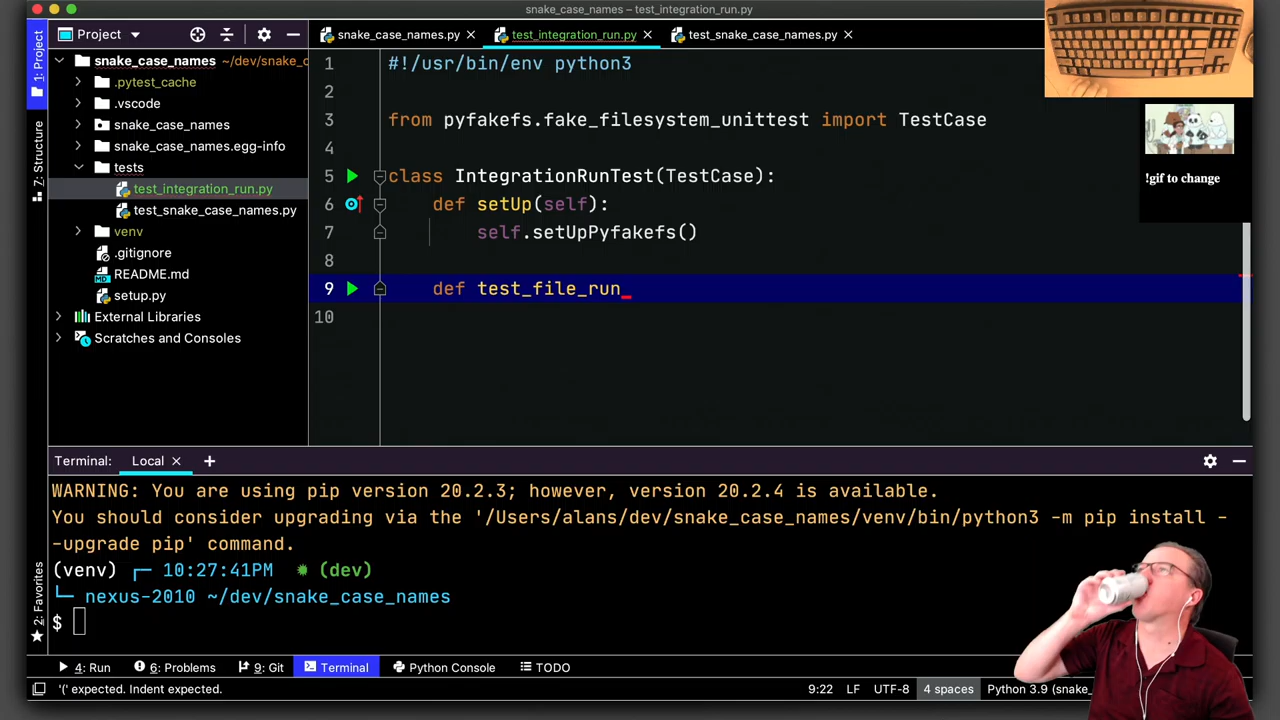 snake_case_names – test_integration_run.py
Project
snake_case_names.py
test_integration_run.py
test_snake_case_names.py
1: Project
7: Structure
2: Favorites
snake_case_names ~/dev/snake_c
.pytest_cache
.vscode
snake_case_names
snake_case_names.egg-info
tests
test_integration_run.py
test_snake_case_names.py
venv
.gitignore
README.md
setup.py
External Libraries
Scratches and Consoles
1 #!/usr/bin/env python3
2
3 from pyfakefs.fake_filesystem_unittest import TestCase
4
5 class IntegrationRunTest(TestCase):
6 def setUp(self):
7 self.setUpPyfakefs()
8
9 def test_file_run
10
!gif to change
Terminal: Local
WARNING: You are using pip version 20.2.3; however, version 20.2.4 is available.
You should consider upgrading via the '/Users/alans/dev/snake_case_names/venv/bin/python3 -m pip install -
-upgrade pip' command.
(venv) 10:27:41PM (dev)
nexus-2010 ~/dev/snake_case_names
$
4: Run
6: Problems
9: Git
Terminal
Python Console
TODO
'(' expected. Indent expected.
9:22 LF UTF-8 4 spaces Python 3.9 (snake_